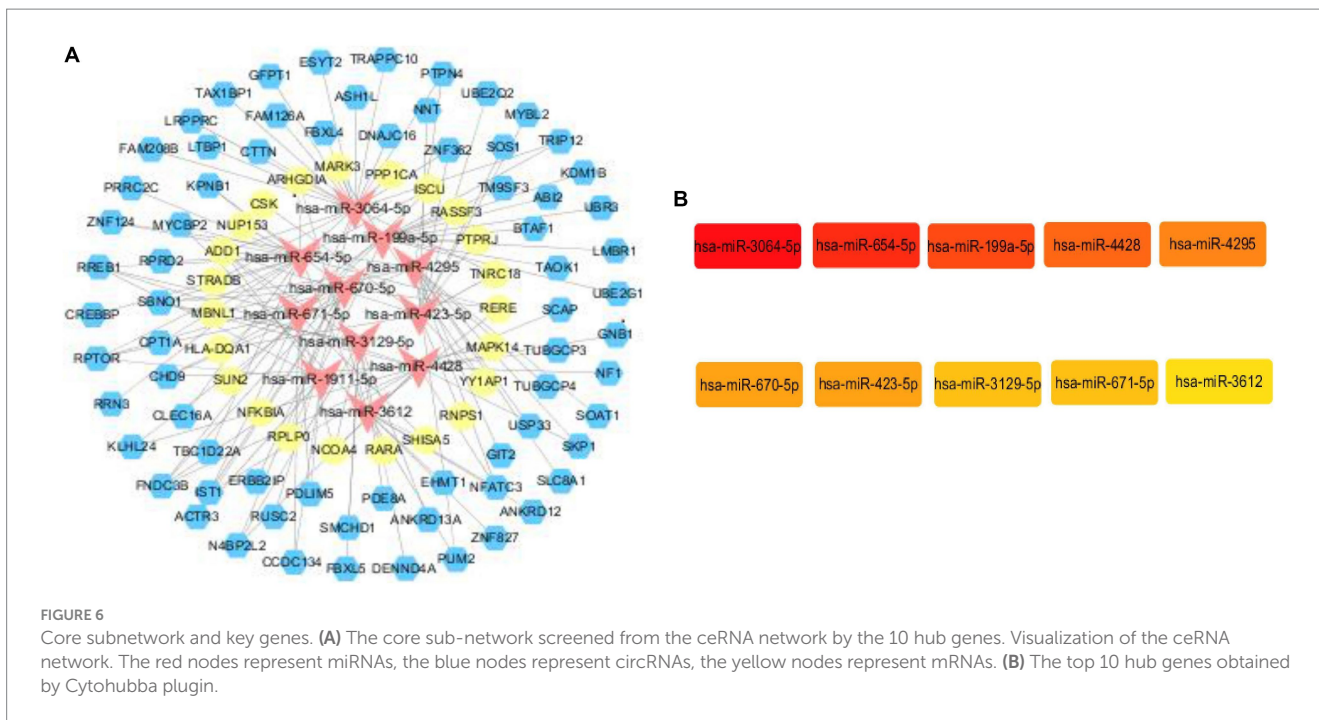 A
TRAPPC10
ESYT2
GFPT1
PTPN4
TAX1BP1
ASH1L
UBE2Q2
FAM126A
NNT
MYBL2
LRPPRC
FBXL4
DNAJC16
LTBP1
CTTN
ZNF362
SOS1
TRIP12
FAM208B
MARK3
PPP1CA
KDM1B
PRRC2C
KPNB1
ARHGDIA
ISCU
TM9SF3
ABI2
UBR3
CSK
hsa-miR-3064-5p
RASSF3
ZNF124
MYCBP2
NUP153
BTAF1
hsa-miR-199a-5p
PTPRJ
LMBR1
ADD1
hsa-miR-654-5p
RREB1
RPRD2
hsa-miR-4295
TNRC18
TAOK1
STRADB
hsa-miR-670-5p
UBE2G1
CREBBP
SBNO1
MBNL1
hsa-miR-671-5p
hsa-miR-423-5p
RERE
SCAP
GNB1
CPT1A
HLA-DQA1
hsa-miR-3129-5p
MAPK14
TUBGCP3
RPTOR
NF1
CHD9
SUN2
hsa-miR-4428
hsa-miR-1911-5p
YY1AP1
TUBGCP4
RRN3
SOAT1
CLEC16A
NFKBIA
hsa-miR-3612
RNPS1
USP33
KLHL24
TBC1D22A
RPLP0
NCOA4
RARA
SHISA5
GIT2
SKP1
FNDC3B
IST1
ERBB2IP
PDLIM5
EHMT1
NFATC3
SLC8A1
ACTR3
RUSC2
PDE8A
ANKRD12
SMCHD1
ANKRD13A
N4BP2L2
ZNF827
CCDC134
FBXL5
DENND4A
PUM2
B
hsa-miR-3064-5p hsa-miR-654-5p hsa-miR-199a-5p hsa-miR-4428 hsa-miR-4295
hsa-miR-670-5p hsa-miR-423-5p hsa-miR-3129-5p hsa-miR-671-5p hsa-miR-3612
FIGURE 6
Core subnetwork and key genes. (A) The core sub-network screened from the ceRNA network by the 10 hub genes. Visualization of the ceRNA
network. The red nodes represent miRNAs, the blue nodes represent circRNAs, the yellow nodes represent mRNAs. (B) The top 10 hub genes obtained
by Cytohubba plugin.